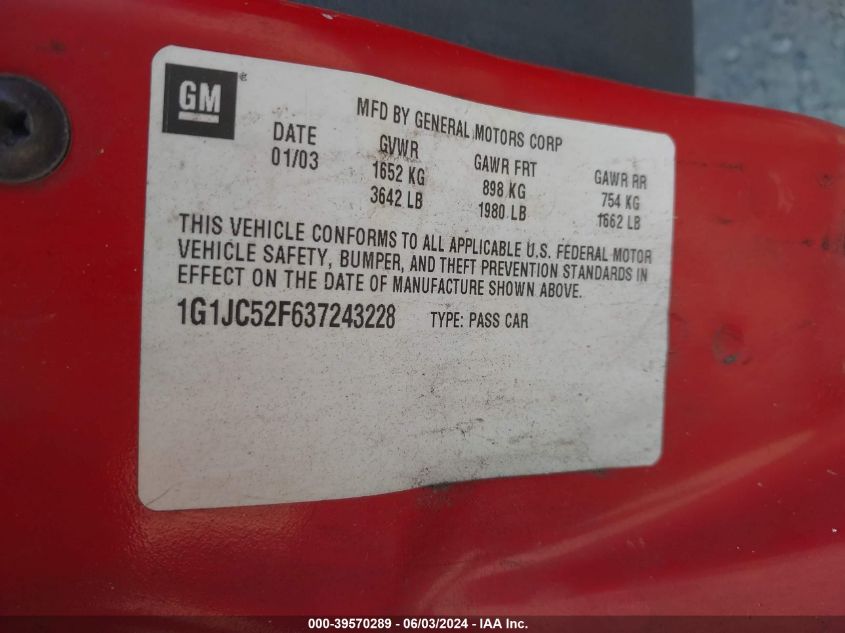 GM®
MFD BY GENERAL MOTORS CORP
DATE GVWR GAWR FRT GAWR RR
01/03 1652 KG 898 KG 754 KG
3642 LB 1980 LB 1662 LB
THIS VEHICLE CONFORMS TO ALL APPLICABLE U.S. FEDERAL MOTOR
VEHICLE SAFETY, BUMPER, AND THEFT PREVENTION STANDARDS IN
EFFECT ON THE DATE OF MANUFACTURE SHOWN ABOVE.
1G1JC52F637243228 TYPE: PASS CAR
000-39570289 - 06/03/2024 - IAA Inc.